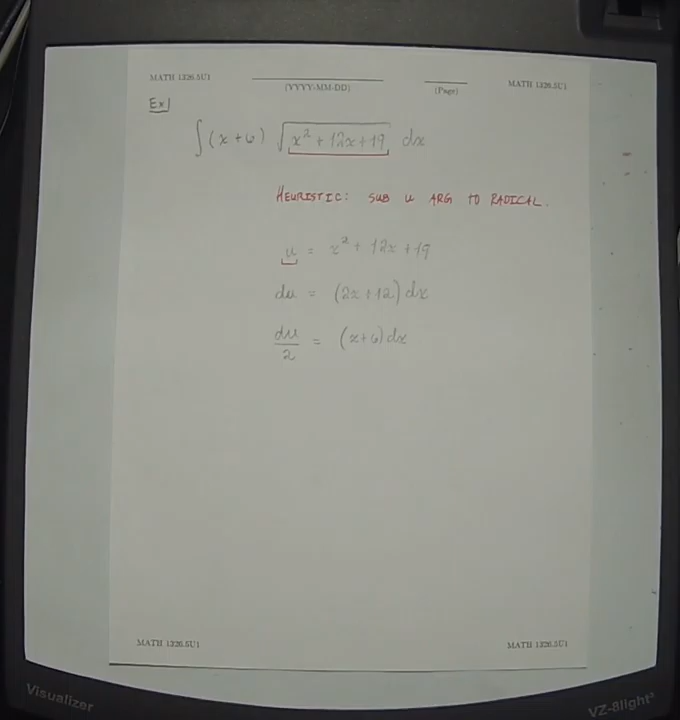 MATH 1326.5U1 (YYYY-MM-DD) (Page) MATH 1326.5U1
Ex1
∫(x+6) √(x²+12x+19) dx
HEURISTIC: SUB u ARG TO RADICAL.
u = x²+12x+19
du = (2x+12)dx
du/2 = (x+6)dx
MATH 1326.5U1 MATH 1326.5U1
Visualizer VZ-8light³